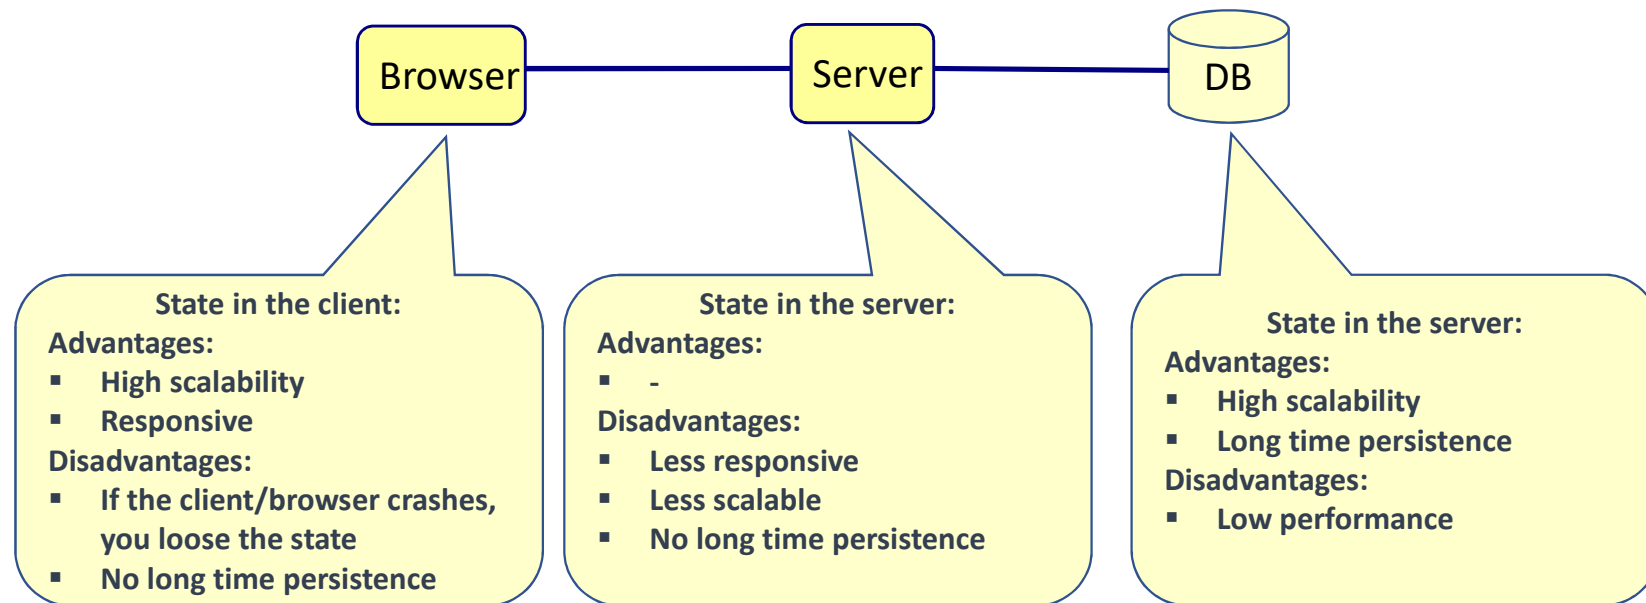 Browser
Server
DB
State in the client:
Advantages:
▪ High scalability
▪ Responsive
Disadvantages:
▪ If the client/browser crashes,
you loose the state
▪ No long time persistence
State in the server:
Advantages:
▪ -
Disadvantages:
▪ Less responsive
▪ Less scalable
▪ No long time persistence
State in the server:
Advantages:
▪ High scalability
▪ Long time persistence
Disadvantages:
▪ Low performance